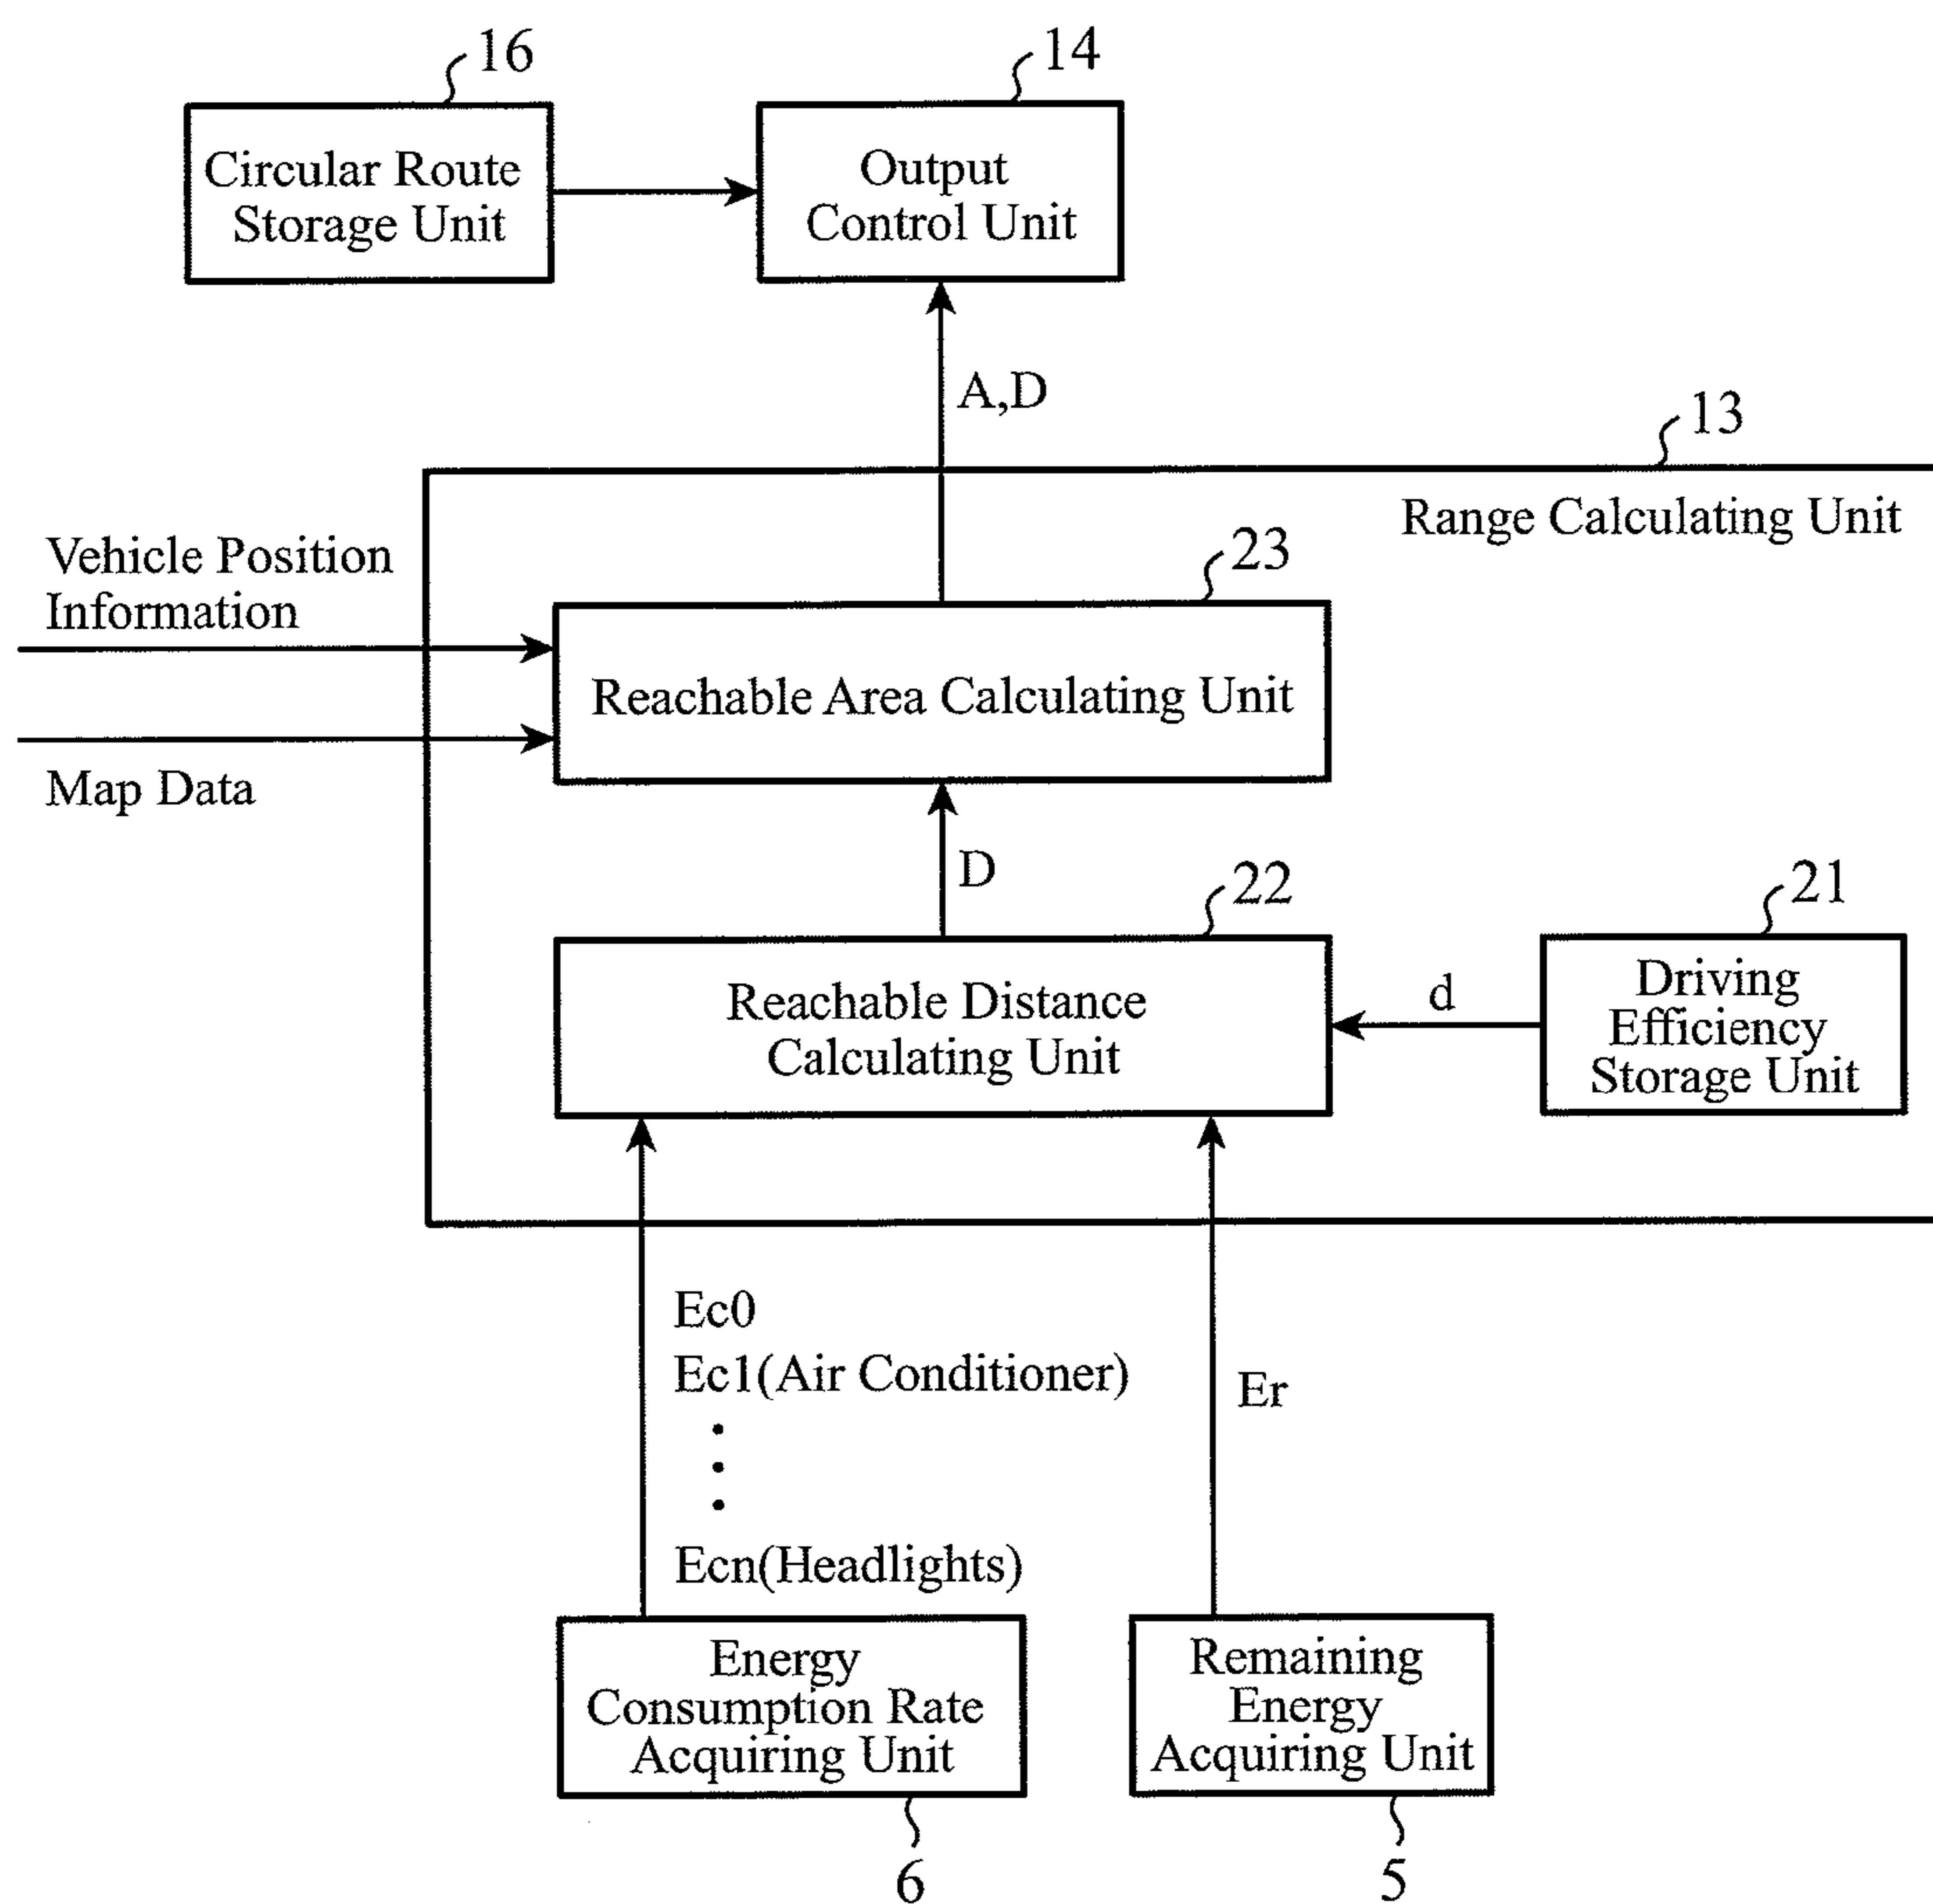 16
14
Circular Route
Storage Unit
Output
Control Unit
A,D
13
Range Calculating Unit
Vehicle Position
Information
23
Reachable Area Calculating Unit
Map Data
D
22
21
Reachable Distance
Calculating Unit
d
Driving
Efficiency
Storage Unit
Ec0
Ec1(Air Conditioner)
Er
Ecn(Headlights)
Energy
Consumption Rate
Acquiring Unit
Remaining
Energy
Acquiring Unit
6
5